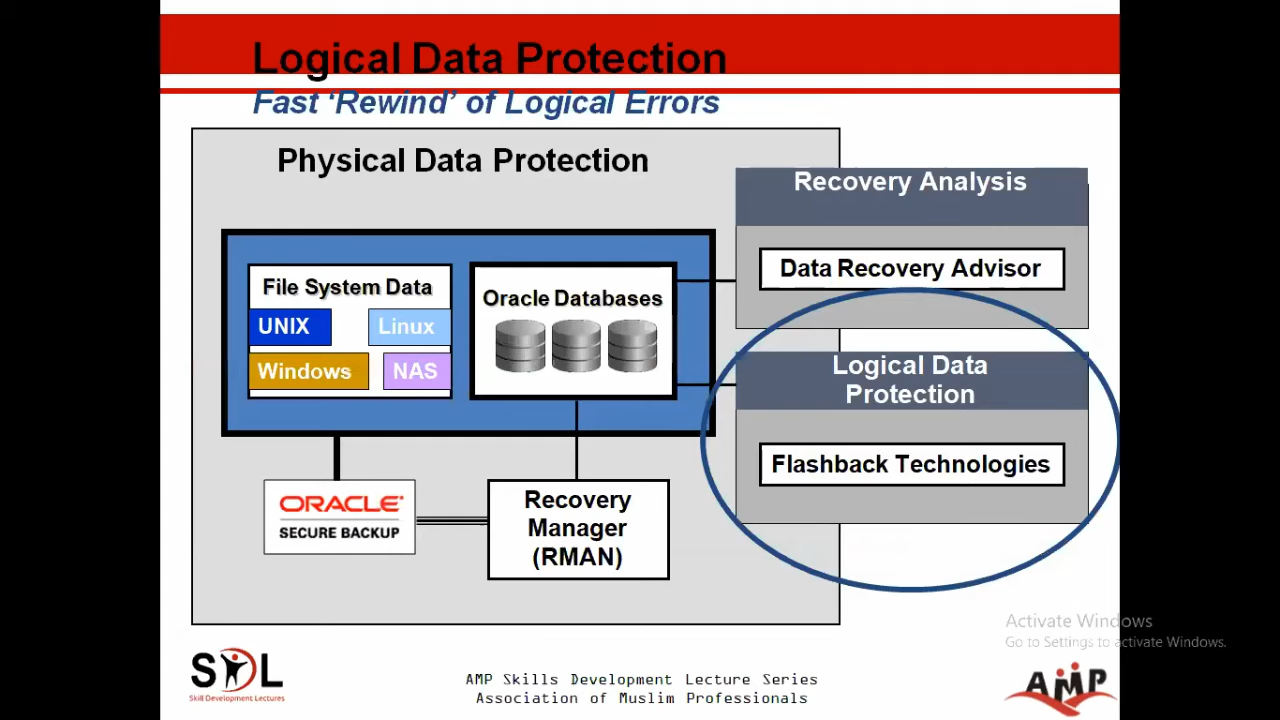 Logical Data Protection
Fast ‘Rewind’ of Logical Errors
Physical Data Protection
Recovery Analysis
Data Recovery Advisor
File System Data
UNIX
Linux
Windows
NAS
Oracle Databases
Logical Data
Protection
Flashback Technologies
ORACLE®
SECURE BACKUP
Recovery
Manager
(RMAN)
Activate Windows
Go to Settings to activate Windows.
SDL
Skill Development Lectures
AMP Skills Development Lecture Series
Association of Muslim Professionals
AMP